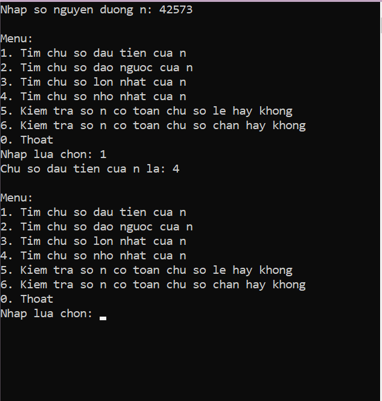 Nhap so nguyen duong n: 42573
Menu:
1. Tim chu so dau tien cua n
2. Tim chu so dao nguoc cua n
3. Tim chu so lon nhat cua n
4. Tim chu so nho nhat cua n
5. Kiem tra so n co toan chu so le hay khong
6. Kiem tra so n co toan chu so chan hay khong
0. Thoat
Nhap lua chon: 1
Chu so dau tien cua n la: 4
Menu:
1. Tim chu so dau tien cua n
2. Tim chu so dao nguoc cua n
3. Tim chu so lon nhat cua n
4. Tim chu so nho nhat cua n
5. Kiem tra so n co toan chu so le hay khong
6. Kiem tra so n co toan chu so chan hay khong
0. Thoat
Nhap lua chon: